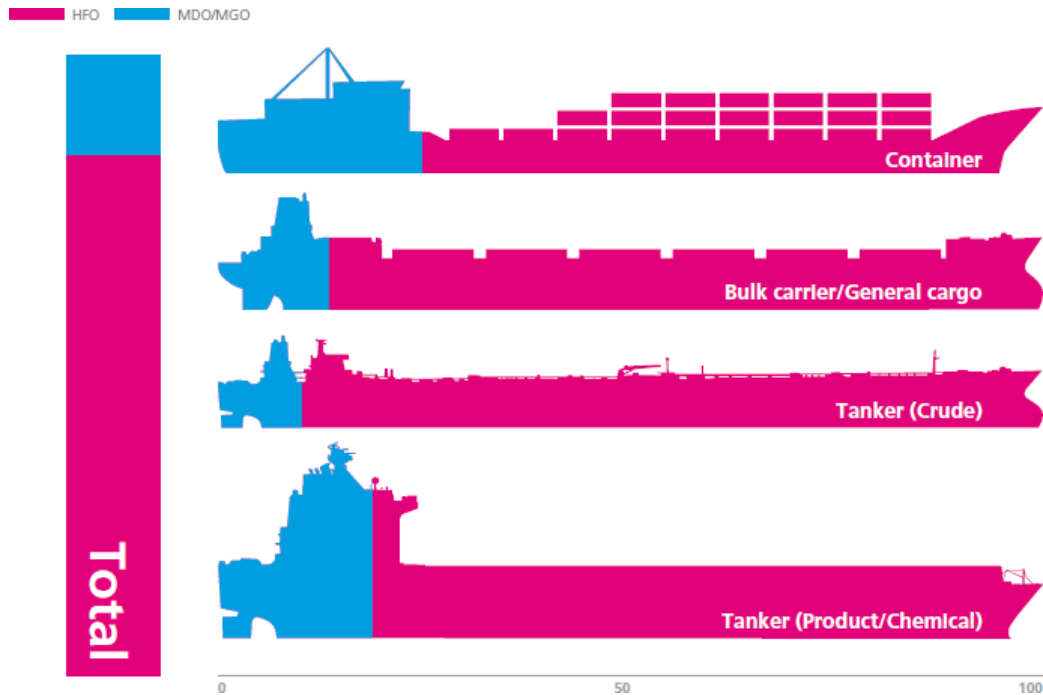 HFO MDO/MGO
Container
Bulk carrier/General cargo
Tanker (Crude)
Tanker (Product/Chemical)
Total
0 50 100